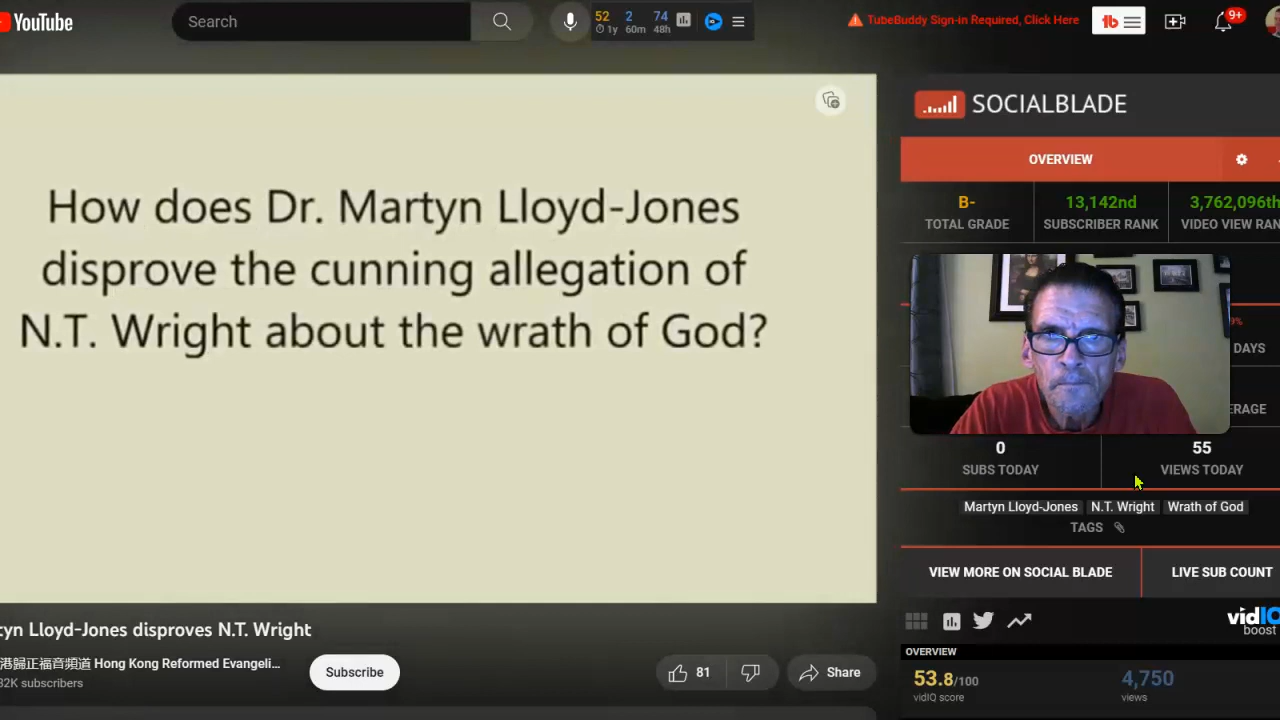 YouTube
Search
52 2 74
1y 60m 48h
TubeBuddy Sign-in Required, Click Here
tb
9+
How does Dr. Martyn Lloyd-Jones
disprove the cunning allegation of
N.T. Wright about the wrath of God?
SOCIALBLADE
OVERVIEW
B- 13,142nd 3,762,096th
TOTAL GRADE SUBSCRIBER RANK VIDEO VIEW RAN
9%
DAYS
ERAGE
0 55
SUBS TODAY VIEWS TODAY
Martyn Lloyd-Jones N.T. Wright Wrath of God
TAGS
VIEW MORE ON SOCIAL BLADE LIVE SUB COUNT
vidIQ
boost
OVERVIEW
53.8/100 4,750
vidIQ score views
tyn Lloyd-Jones disproves N.T. Wright
港歸正福音頻道 Hong Kong Reformed Evangeli...
32K subscribers
Subscribe
81
Share